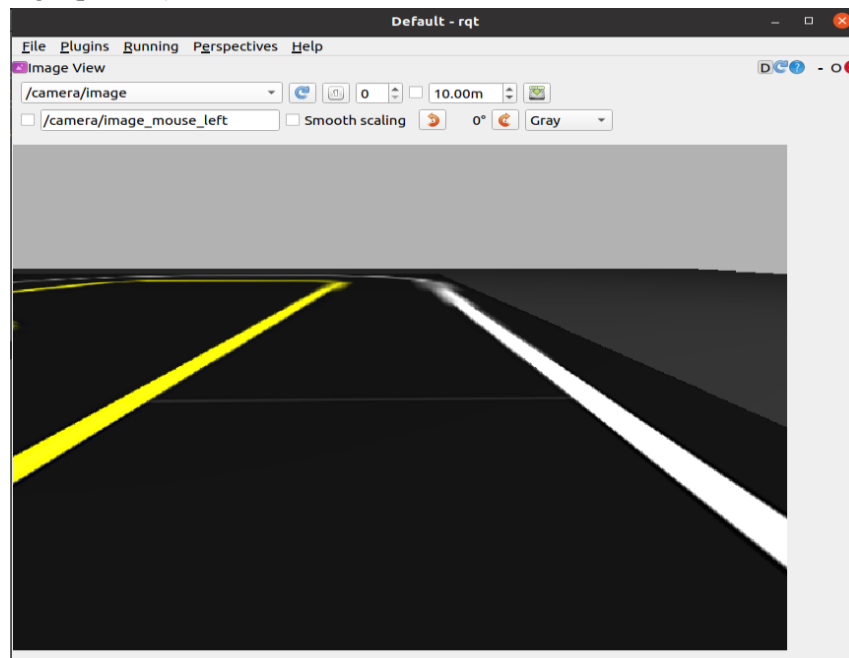 Default - rqt
File Plugins Running Perspectives Help
Image View
DC? - O
/camera/image 0 10.00m
/camera/image_mouse_left Smooth scaling 0° Gray